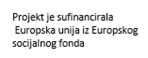 Projekt je sufinancirala
Europska unija iz Europskog
socijalnog fonda